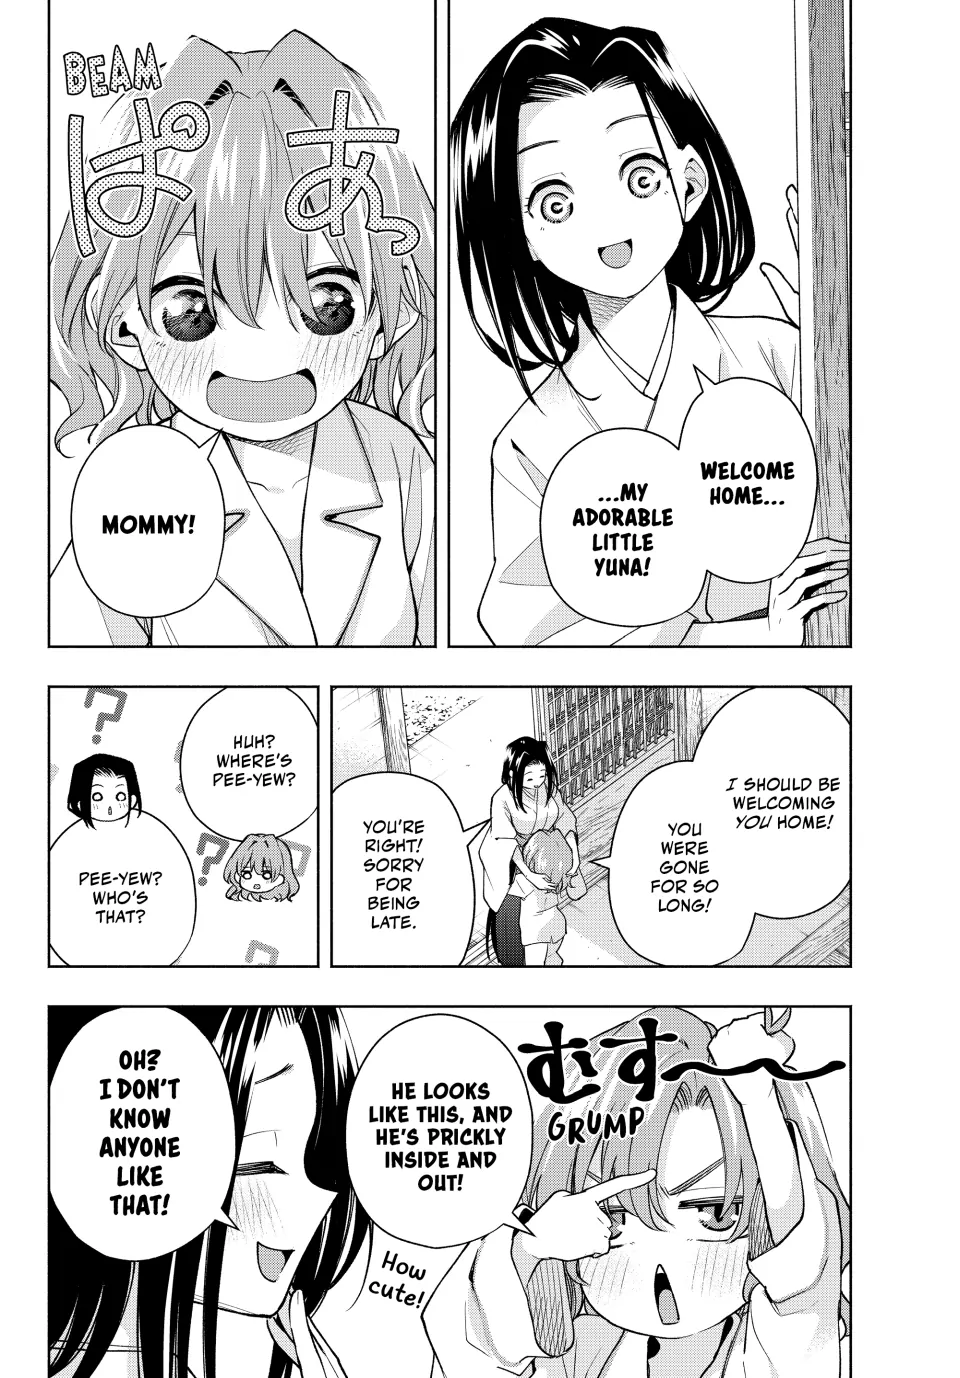 WELCOME
HOME...
...MY
ADORABLE
LITTLE
YUNA!
BEAM
ぱあっ
MOMMY!
I SHOULD BE
WELCOMING
YOU HOME!
YOU
WERE
GONE
FOR SO
LONG!
YOU'RE
RIGHT!
SORRY
FOR
BEING
LATE.
HUH?
WHERE'S
PEE-YEW?
?
?
?
?
PEE-YEW?
WHO'S
THAT?
むす〜
GRUMP
HE LOOKS
LIKE THIS, AND
HE'S PRICKLY
INSIDE AND
OUT!
OH?
I DON'T
KNOW
ANYONE
LIKE
THAT!
How
cute!